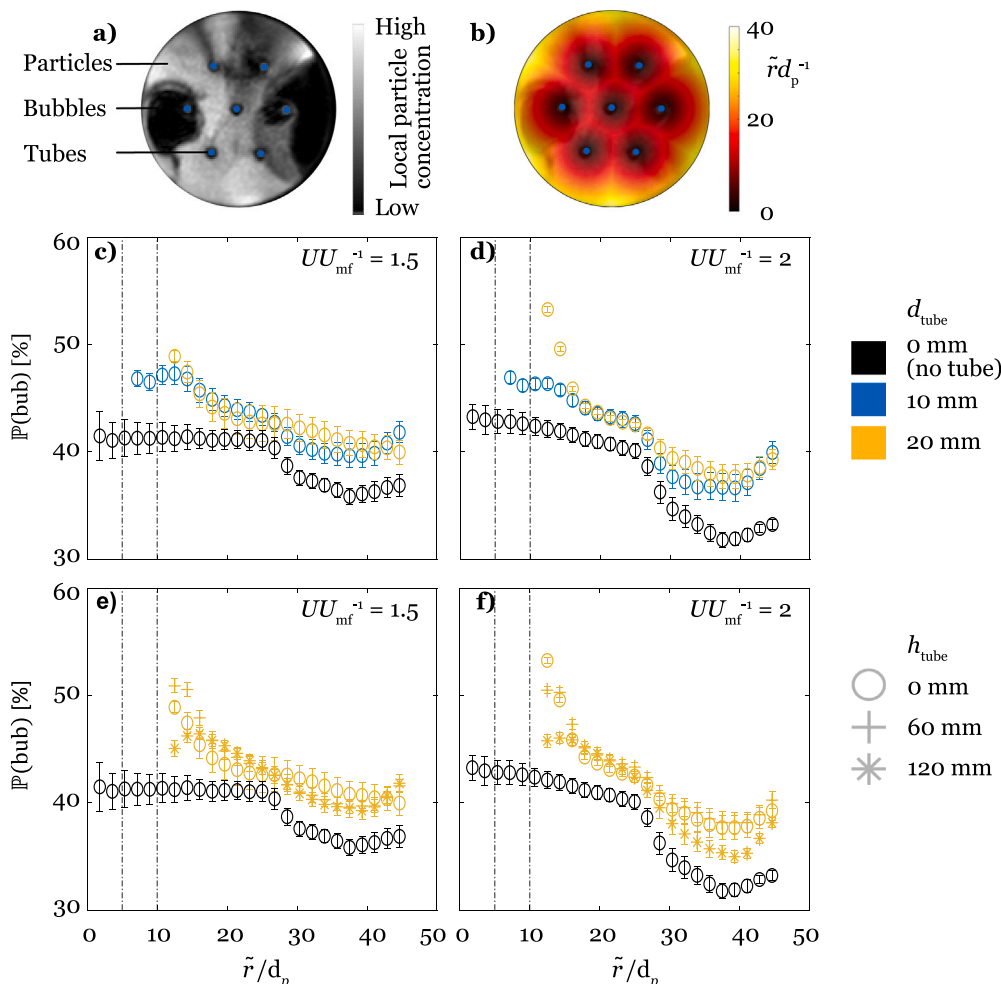 a)
Particles
Bubbles
Tubes
High
Local particle
concentration
Low
b)
40
r̃d_p^-1
20
0
c)
UU_mf^-1 = 1.5
60
50
40
30
ℙ(bub) [%]
d)
UU_mf^-1 = 2
d_tube
0 mm
(no tube)
10 mm
20 mm
e)
UU_mf^-1 = 1.5
60
50
40
30
ℙ(bub) [%]
0 10 20 30 40 50
r̃/d_p
f)
UU_mf^-1 = 2
0 10 20 30 40 50
r̃/d_p
h_tube
0 mm
60 mm
120 mm